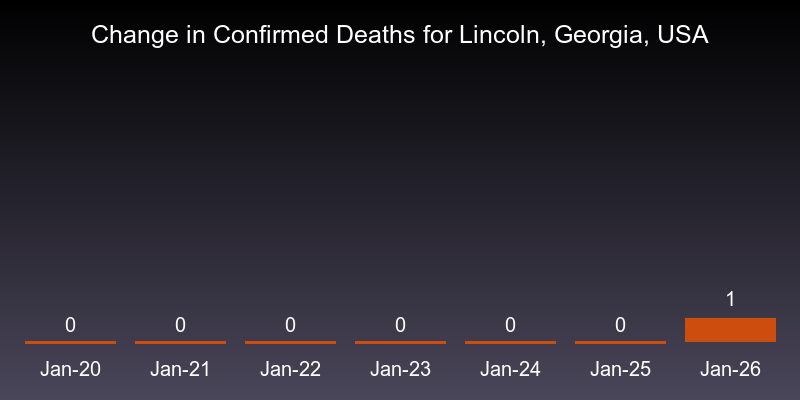 Change in Confirmed Deaths for Lincoln, Georgia, USA
0 0 0 0 0 0 1
Jan-20 Jan-21 Jan-22 Jan-23 Jan-24 Jan-25 Jan-26